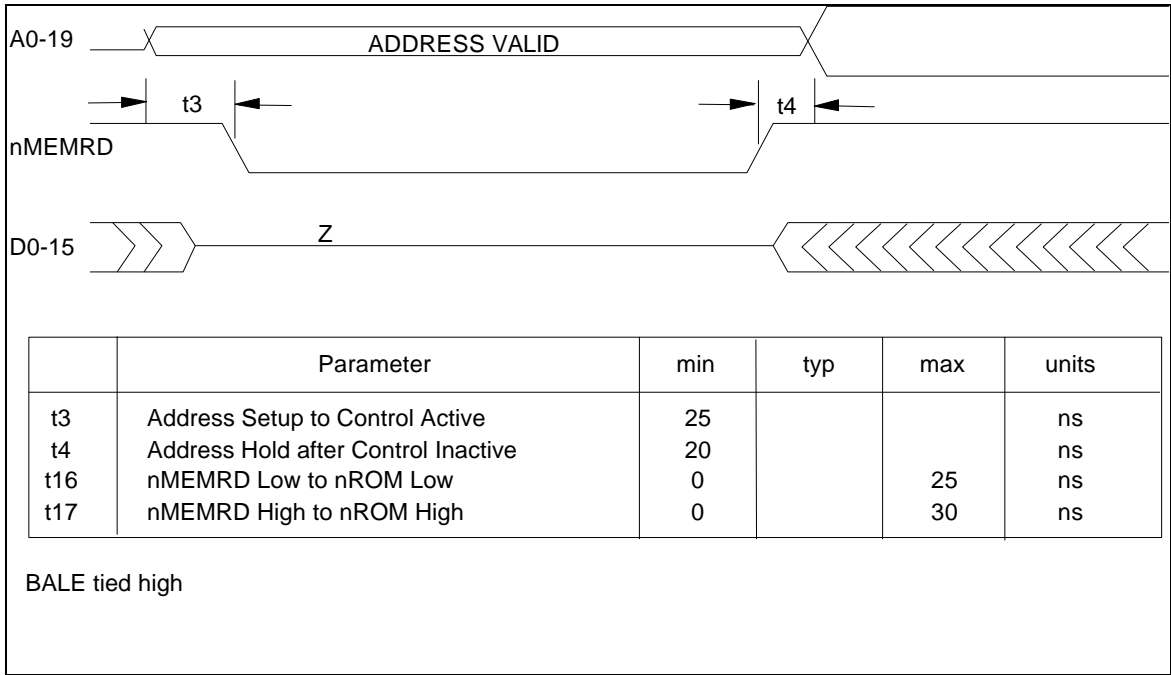 A0-19 ADDRESS VALID
t3 t4
nMEMRD
Z
D0-15
Parameter min typ max units
t3 Address Setup to Control Active 25 ns
t4 Address Hold after Control Inactive 20 ns
t16 nMEMRD Low to nROM Low 0 25 ns
t17 nMEMRD High to nROM High 0 30 ns
BALE tied high